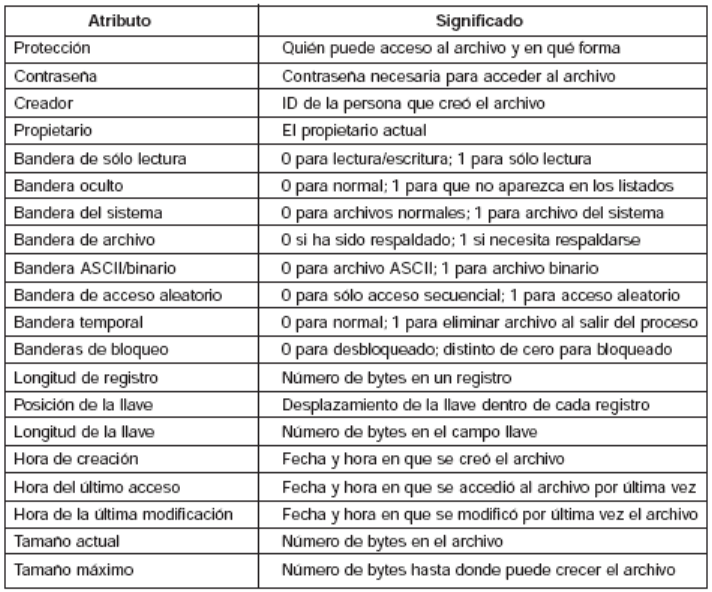 Atributo Significado
Protección Quién puede acceso al archivo y en qué forma
Contraseña Contraseña necesaria para acceder al archivo
Creador ID de la persona que creó el archivo
Propietario El propietario actual
Bandera de sólo lectura 0 para lectura/escritura; 1 para sólo lectura
Bandera oculto 0 para normal; 1 para que no aparezca en los listados
Bandera del sistema 0 para archivos normales; 1 para archivo del sistema
Bandera de archivo 0 si ha sido respaldado; 1 si necesita respaldarse
Bandera ASCII/binario 0 para archivo ASCII; 1 para archivo binario
Bandera de acceso aleatorio 0 para sólo acceso secuencial; 1 para acceso aleatorio
Bandera temporal 0 para normal; 1 para eliminar archivo al salir del proceso
Banderas de bloqueo 0 para desbloqueado; distinto de cero para bloqueado
Longitud de registro Número de bytes en un registro
Posición de la llave Desplazamiento de la llave dentro de cada registro
Longitud de la llave Número de bytes en el campo llave
Hora de creación Fecha y hora en que se creó el archivo
Hora del último acceso Fecha y hora en que se accedió al archivo por última vez
Hora de la última modificación Fecha y hora en que se modificó por última vez el archivo
Tamaño actual Número de bytes en el archivo
Tamaño máximo Número de bytes hasta donde puede crecer el archivo